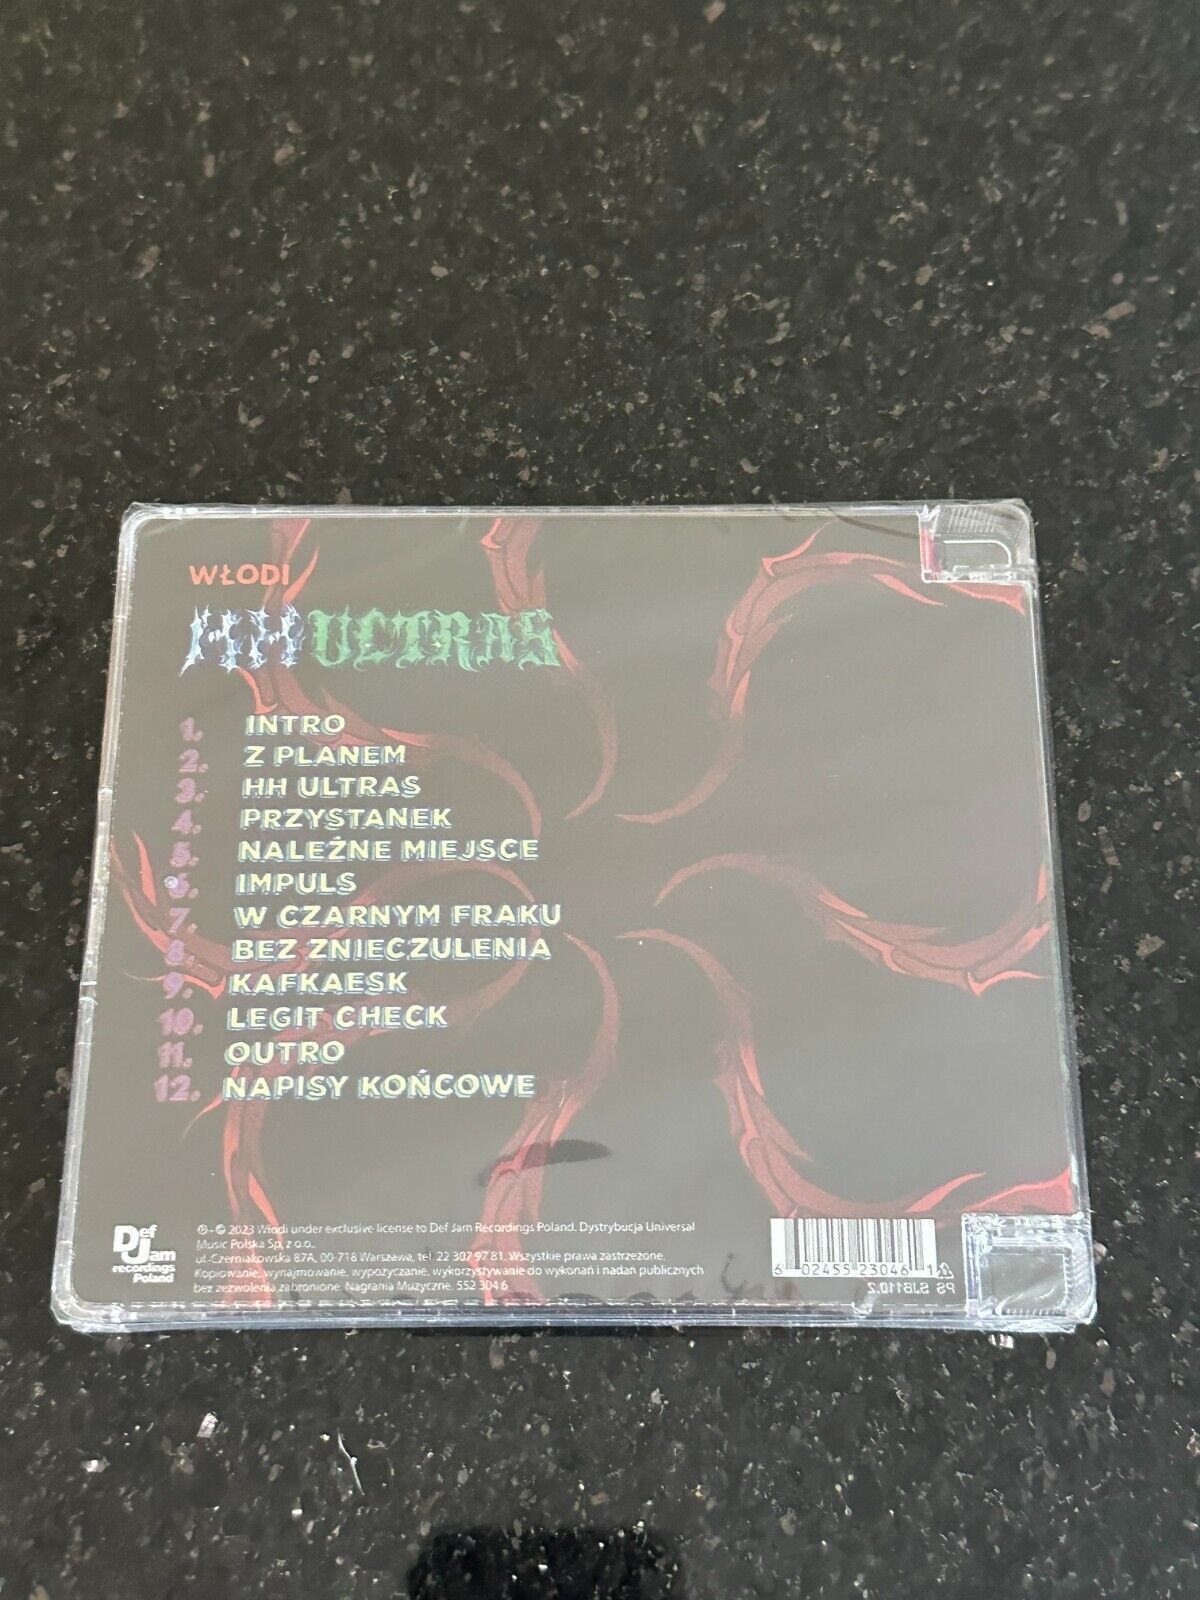 WŁODI
HH ULTRAS
1. INTRO
2. Z PLANEM
3. HH ULTRAS
4. PRZYSTANEK
5. NALEŻNE MIEJSCE
6. IMPULS
7. W CZARNYM FRAKU
8. BEZ ZNIECZULENIA
9. KAFKAESK
10. LEGIT CHECK
11. OUTRO
12. NAPISY KOŃCOWE
Def
Jam
recordings
Poland
℗+© 2023 Włodi under exclusive license to Def Jam Recordings Poland. Dystrybucja Universal
Music Polska Sp. z o.o.,
ul. Czerniakowska 87A, 00-718 Warszawa, tel. 22 307 97 81. Wszystkie prawa zastrzeżone.
Kopiowanie, wynajmowanie, wypożyczanie, wykorzystywanie do wykonań i nadań publicznych
bez zezwolenia zabronione. Nagrania Muzyczne. 552 304 6
6 02455 23046 1
PS SJ8110.2